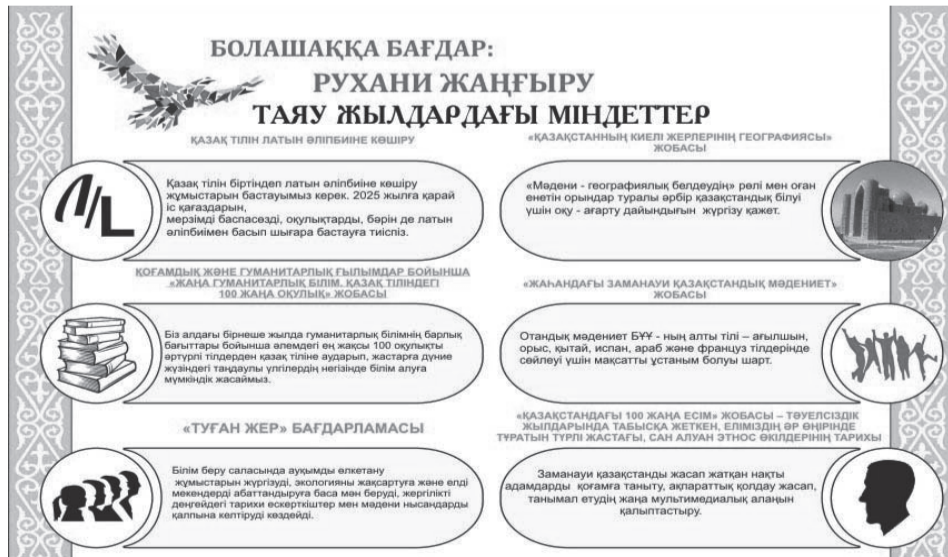 БОЛАШАҚҚА БАҒДАР:
РУХАНИ ЖАҢҒЫРУ
ТАЯУ ЖЫЛДАРДАҒЫ МІНДЕТТЕР
ҚАЗАҚ ТІЛІН ЛАТЫН ӘЛІПБИІНЕ КӨШІРУ
Л/L
Қазақ тілін біртіндеп латын әліпбиіне көшіру
жұмыстарын бастауымыз керек. 2025 жылға қарай
іс қағаздарын,
мерзімді баспасөзді, оқулықтарды, бәрін де латын
әліпбиімен басып шығара бастауға тиіспіз.
«ҚАЗАҚСТАННЫҢ КИЕЛІ ЖЕРЛЕРІНІҢ ГЕОГРАФИЯСЫ»
ЖОБАСЫ
«Мәдени - географиялық белдеудің» рөлі мен оған
енетін орындар туралы әрбір қазақстандық білуі
үшін оқу - ағарту дайындығын жүргізу қажет.
ҚОҒАМДЫҚ ЖӘНЕ ГУМАНИТАРЛЫҚ ҒЫЛЫМДАР БОЙЫНША
«ЖАҢА ГУМАНИТАРЛЫҚ БІЛІМ. ҚАЗАҚ ТІЛІНДЕГІ
100 ЖАҢА ОҚУЛЫҚ» ЖОБАСЫ
Біз алдағы бірнеше жылда гуманитарлық білімнің барлық
бағыттары бойынша әлемдегі ең жақсы 100 оқулықты
әртүрлі тілдерден қазақ тіліне аударып, жастарға дүние
жүзіндегі таңдаулы үлгілердің негізінде білім алуға
мүмкіндік жасаймыз.
«ЖАҺАНДАҒЫ ЗАМАНАУИ ҚАЗАҚСТАНДЫҚ МӘДЕНИЕТ»
ЖОБАСЫ
Отандық мәдениет БҰҰ - ның алты тілі – ағылшын,
орыс, қытай, испан, араб және француз тілдерінде
сөйлеуі үшін мақсатты ұстаным болуы шарт.
«ТУҒАН ЖЕР» БАҒДАРЛАМАСЫ
Білім беру саласында ауқымды өлкетану
жұмыстарын жүргізуді, экологияны жақсартуға және елді
мекендерді абаттандыруға баса мән беруді, жергілікті
деңгейдегі тарихи ескерткіштер мен мәдени нысандарды
қалпына келтіруді көздейді.
«ҚАЗАҚСТАНДАҒЫ 100 ЖАҢА ЕСІМ» ЖОБАСЫ – ТӘУЕЛСІЗДІК
ЖЫЛДАРЫНДА ТАБЫСҚА ЖЕТКЕН, ЕЛІМІЗДІҢ ӘР ӨҢІРІНДЕ
ТҰРАТЫН ТҮРЛІ ЖАСТАҒЫ, САН АЛУАН ЭТНОС ӨКІЛДЕРІНІҢ ТАРИХЫ
Заманауи қазақстанды жасап жатқан нақты
адамдарды қоғамға таныту, ақпараттық қолдау жасап,
танымал етудің жаңа мультимедиалық алаңын
қалыптастыру.